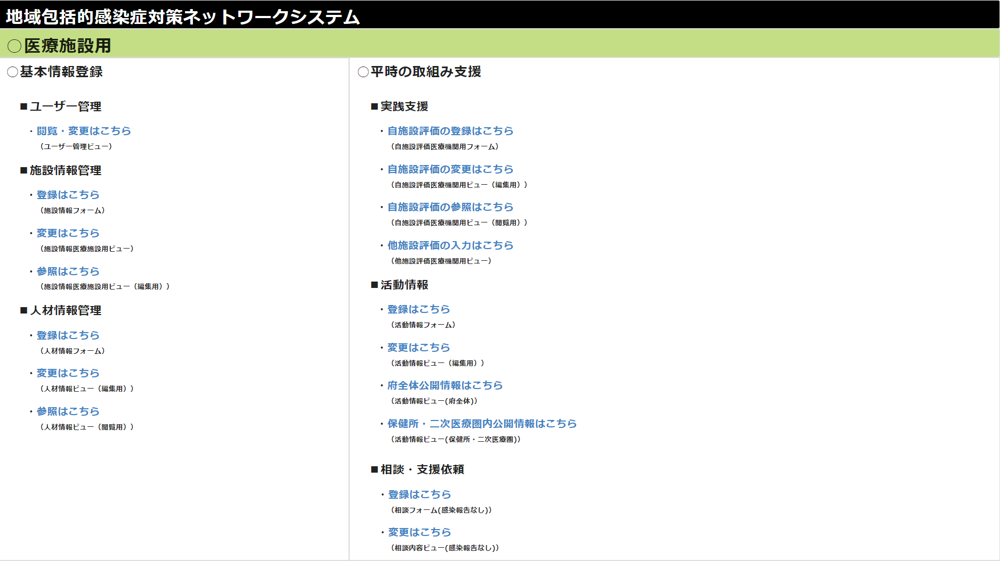 地域包括的感染症対策ネットワークシステム
○医療施設用
○基本情報登録
■ユーザー管理
・閲覧・変更はこちら
（ユーザー管理ビュー）
■施設情報管理
・登録はこちら
（施設情報フォーム）
・変更はこちら
（施設情報医療施設用ビュー）
・参照はこちら
（施設情報医療施設用ビュー（編集用））
■人材情報管理
・登録はこちら
（人材情報フォーム）
・変更はこちら
（人材情報ビュー（編集用））
・参照はこちら
（人材情報ビュー（閲覧用））
○平時の取組み支援
■実践支援
・自施設評価の登録はこちら
（自施設評価医療機関用フォーム）
・自施設評価の変更はこちら
（自施設評価医療機関用ビュー（編集用））
・自施設評価の参照はこちら
（自施設評価医療機関用ビュー（閲覧用））
・他施設評価の入力はこちら
（他施設評価医療機関用ビュー）
■活動情報
・登録はこちら
（活動情報フォーム）
・変更はこちら
（活動情報ビュー（編集用））
・府全体公開情報はこちら
（活動情報ビュー(府全体)）
・保健所・二次医療圏内公開情報はこちら
（活動情報ビュー(保健所・二次医療圏)）
■相談・支援依頼
・登録はこちら
（相談フォーム(感染報告なし)）
・変更はこちら
（相談内容ビュー(感染報告なし)）